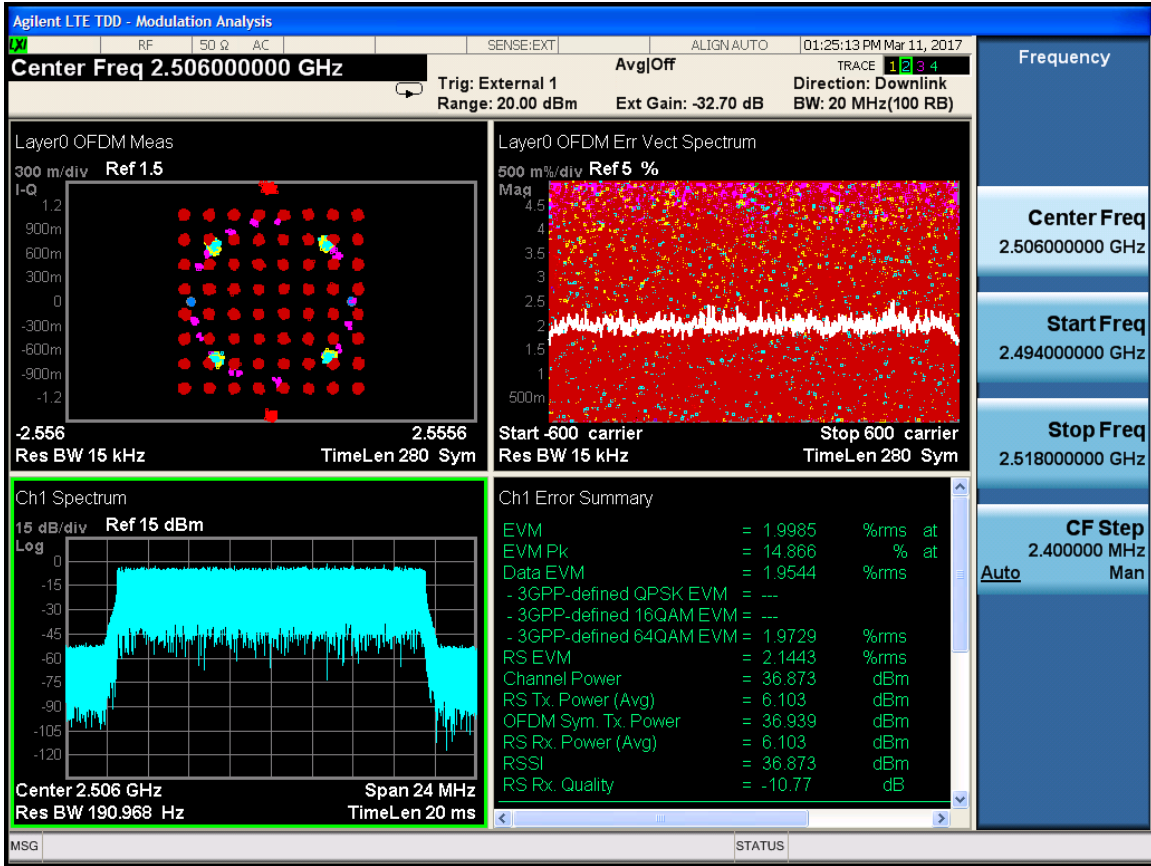 Agilent LTE TDD - Modulation Analysis
LXI RF 50 Ω AC SENSE:EXT ALIGN AUTO 01:25:13 PM Mar 11, 2017
Center Freq 2.506000000 GHz
Trig: External 1
Range: 20.00 dBm
Avg|Off
Ext Gain: -32.70 dB
TRACE 1 2 3 4
Direction: Downlink
BW: 20 MHz(100 RB)
Layer0 OFDM Meas
300 m/div Ref 1.5
I-Q
1.2
900m
600m
300m
0
-300m
-600m
-900m
-1.2
-2.556 2.5556
Res BW 15 kHz TimeLen 280 Sym
Layer0 OFDM Err Vect Spectrum
500 m%/div Ref 5 %
Mag
4.5
4
3.5
3
2.5
2
1.5
1
500m
Start -600 carrier Stop 600 carrier
Res BW 15 kHz TimeLen 280 Sym
Ch1 Spectrum
15 dB/div Ref 15 dBm
Log
0
-15
-30
-45
-60
-75
-90
-105
-120
Center 2.506 GHz Span 24 MHz
Res BW 190.968 Hz TimeLen 20 ms
Ch1 Error Summary
EVM = 1.9985 %rms at
EVM Pk = 14.866 % at
Data EVM = 1.9544 %rms
- 3GPP-defined QPSK EVM = ---
- 3GPP-defined 16QAM EVM = ---
- 3GPP-defined 64QAM EVM = 1.9729 %rms
RS EVM = 2.1443 %rms
Channel Power = 36.873 dBm
RS Tx. Power (Avg) = 6.103 dBm
OFDM Sym. Tx. Power = 36.939 dBm
RS Rx. Power (Avg) = 6.103 dBm
RSSI = 36.873 dBm
RS Rx. Quality = -10.77 dB
Frequency
Center Freq
2.506000000 GHz
Start Freq
2.494000000 GHz
Stop Freq
2.518000000 GHz
CF Step
2.400000 MHz
Auto Man
MSG STATUS